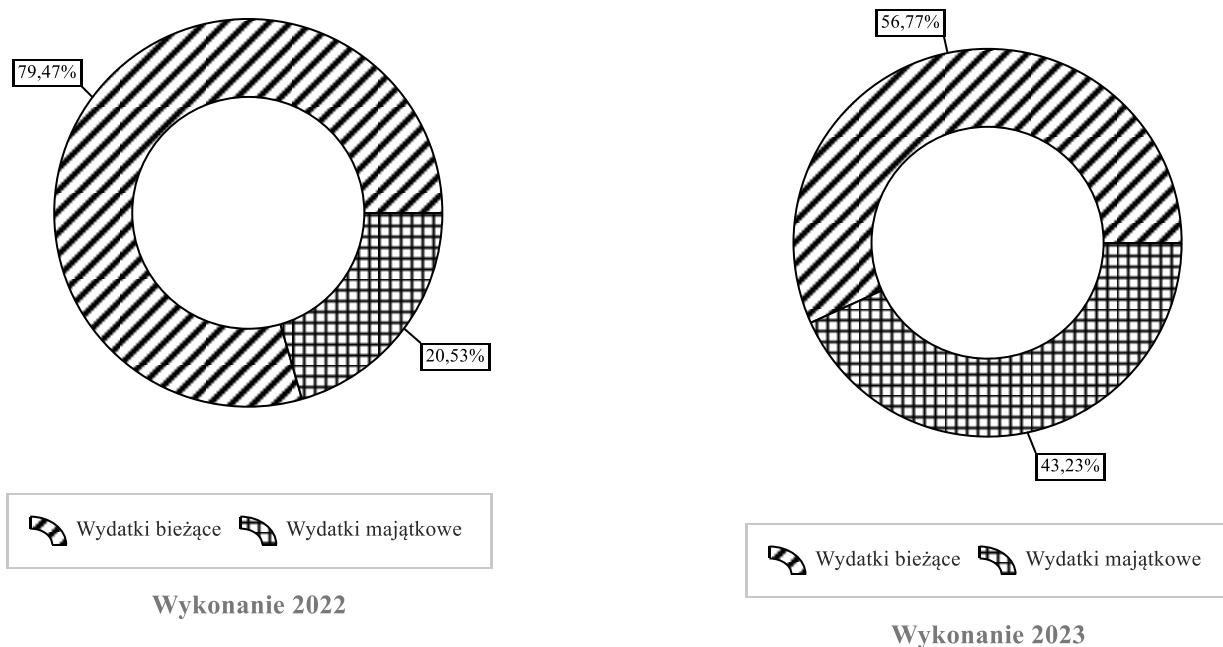 79,47%
20,53%
Wydatki bieżące Wydatki majątkowe
Wykonanie 2022
56,77%
43,23%
Wydatki bieżące Wydatki majątkowe
Wykonanie 2023